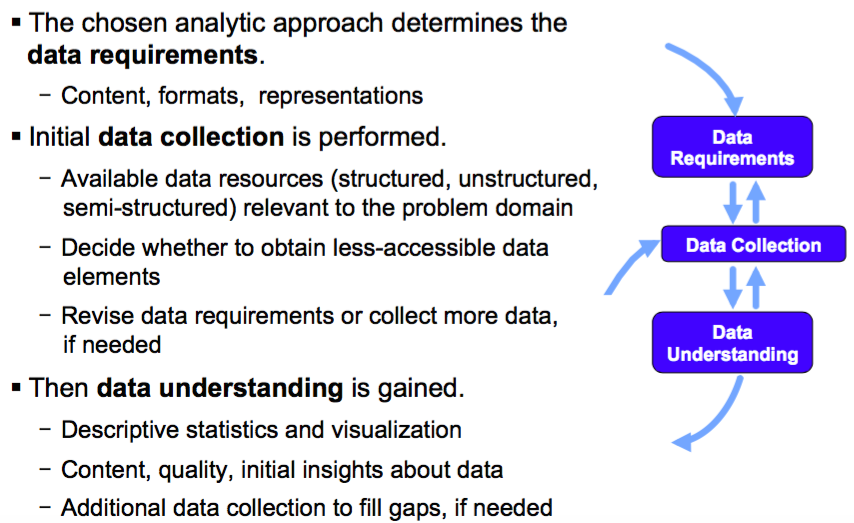 ▪ The chosen analytic approach determines the
data requirements.
− Content, formats,  representations
▪ Initial data collection is performed.
− Available data resources (structured, unstructured,
semi-structured) relevant to the problem domain
− Decide whether to obtain less-accessible data
elements
− Revise data requirements or collect more data,
if needed
▪ Then data understanding is gained.
− Descriptive statistics and visualization
− Content, quality, initial insights about data
− Additional data collection to fill gaps, if needed
Data
Requirements
Data Collection
Data
Understanding